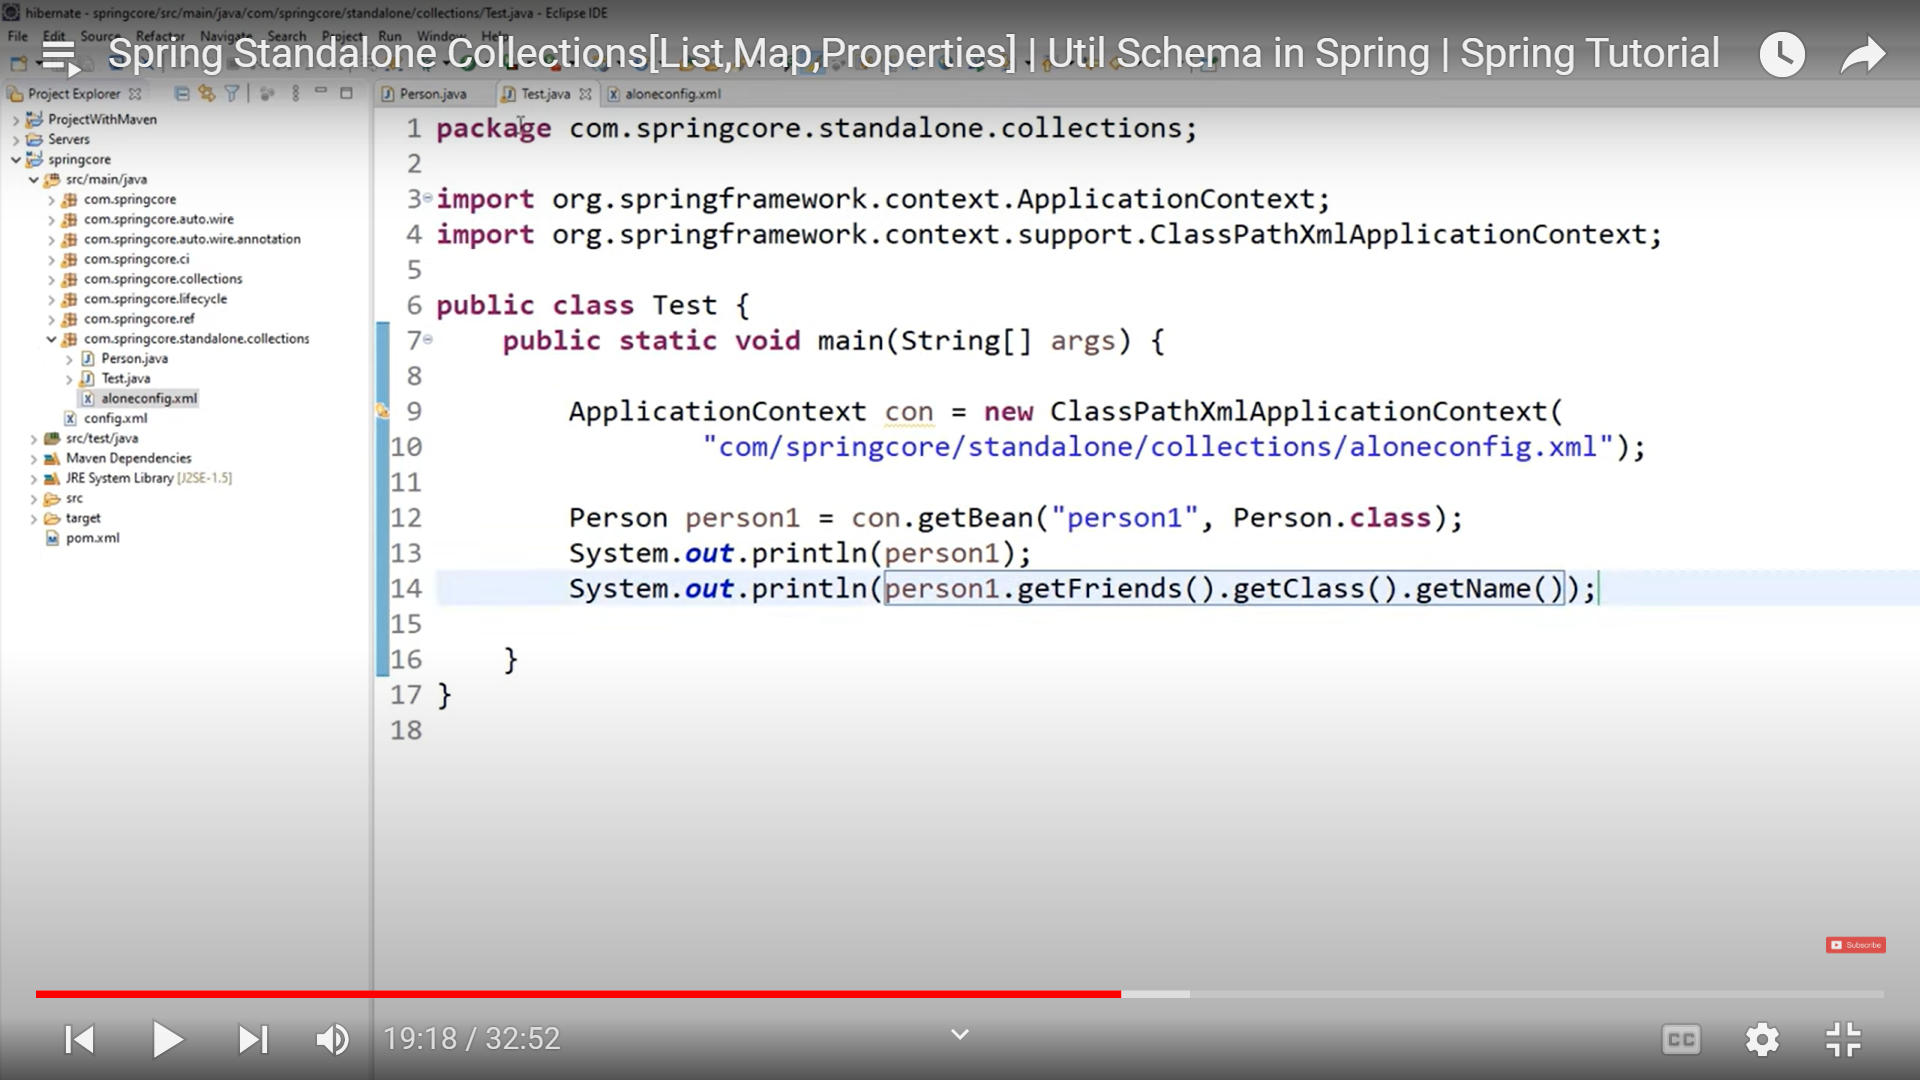 hibernate - springcore/src/main/java/com/springcore/standalone/collections/Test.java - Eclipse IDE
File Edit Source Refactor Navigate Search Project Run Window Help
Spring Standalone Collections[List,Map,Properties] | Util Schema in Spring | Spring Tutorial
Project Explorer
Person.java Test.java aloneconfig.xml
ProjectWithMaven
Servers
springcore
src/main/java
com.springcore
com.springcore.auto.wire
com.springcore.auto.wire.annotation
com.springcore.ci
com.springcore.collections
com.springcore.lifecycle
com.springcore.ref
com.springcore.standalone.collections
Person.java
Test.java
aloneconfig.xml
config.xml
src/test/java
Maven Dependencies
JRE System Library [J2SE-1.5]
src
target
pom.xml
1 package com.springcore.standalone.collections;
2
3 import org.springframework.context.ApplicationContext;
4 import org.springframework.context.support.ClassPathXmlApplicationContext;
5
6 public class Test {
7 public static void main(String[] args) {
8
9 ApplicationContext con = new ClassPathXmlApplicationContext(
10 "com/springcore/standalone/collections/aloneconfig.xml");
11
12 Person person1 = con.getBean("person1", Person.class);
13 System.out.println(person1);
14 System.out.println(person1.getFriends().getClass().getName());
15
16 }
17 }
18
Subscribe
19:18 / 32:52
CC